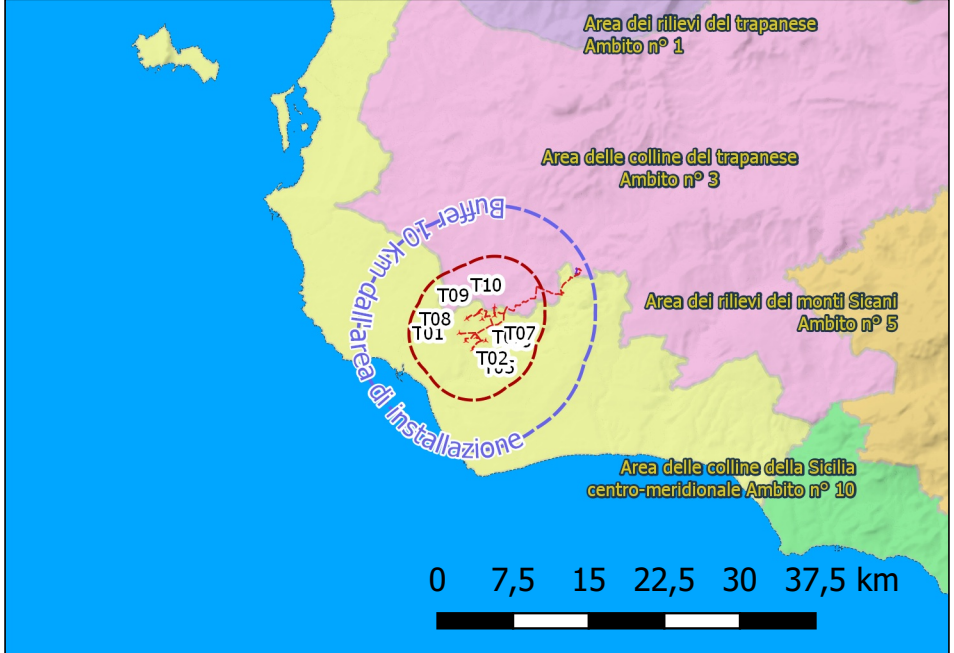 Area dei rilievi del trapanese
Ambito n° 1
Area delle colline del trapanese
Ambito n° 3
Buffer 10 Km dall'area di installazione
T10
T09
T08
T01
T07
T02
Area dei rilievi dei monti Sicani
Ambito n° 5
Area delle colline della Sicilia
centro-meridionale Ambito n° 10
0 7,5 15 22,5 30 37,5 km